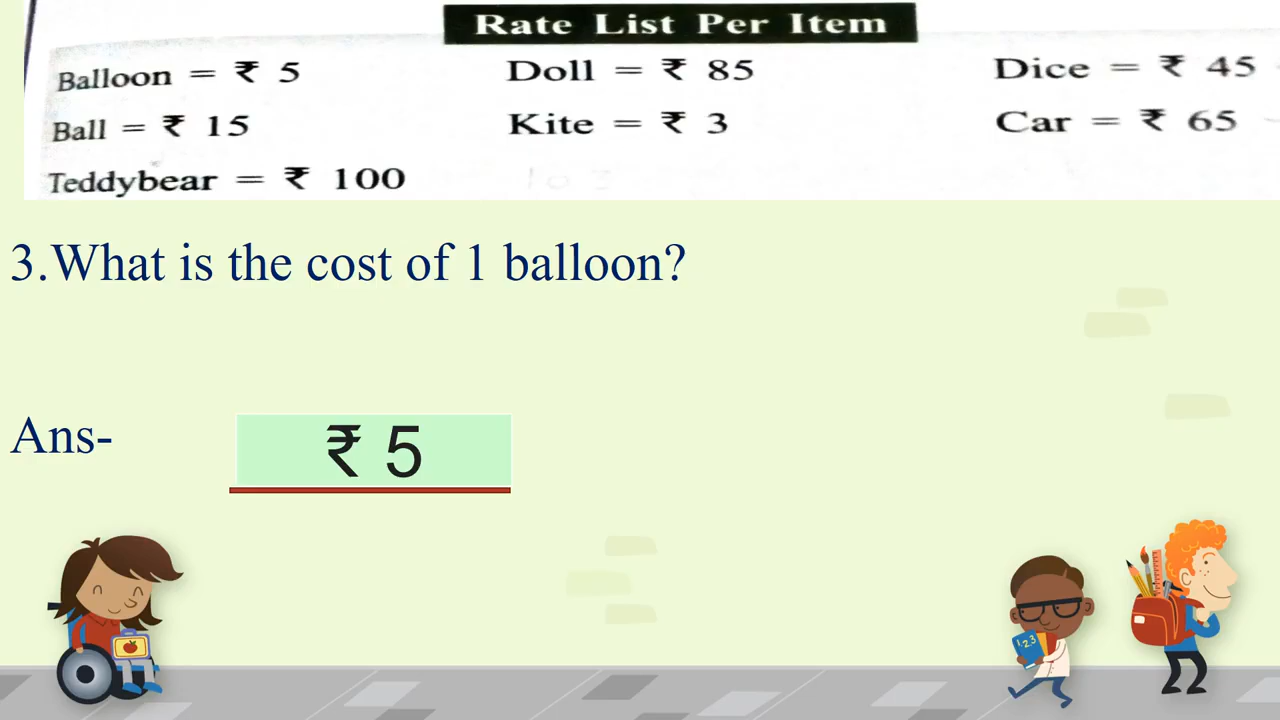 Rate List Per Item
Balloon = ₹ 5 Doll = ₹ 85 Dice = ₹ 45
Ball = ₹ 15 Kite = ₹ 3 Car = ₹ 65
Teddybear = ₹ 100
3.What is the cost of 1 balloon?
Ans- ₹ 5
123